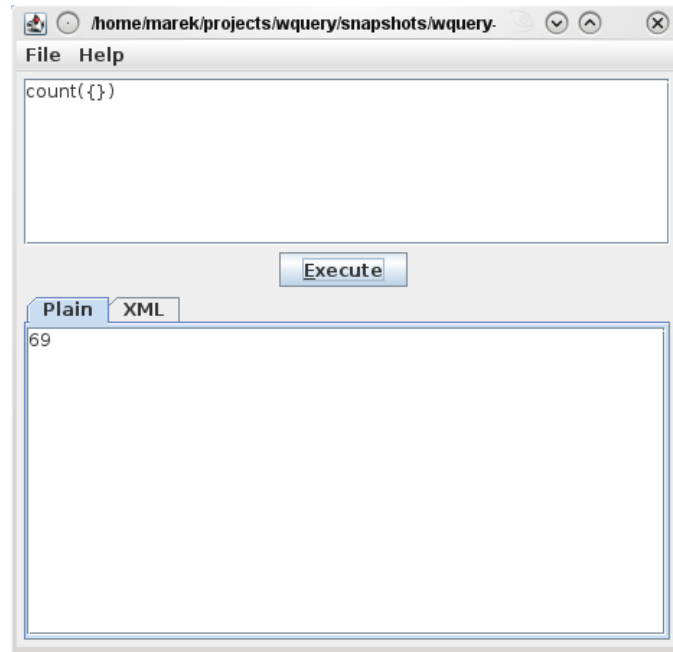 /home/marek/projects/wquery/snapshots/wquery-
File Help
count({})
Execute
Plain XML
69